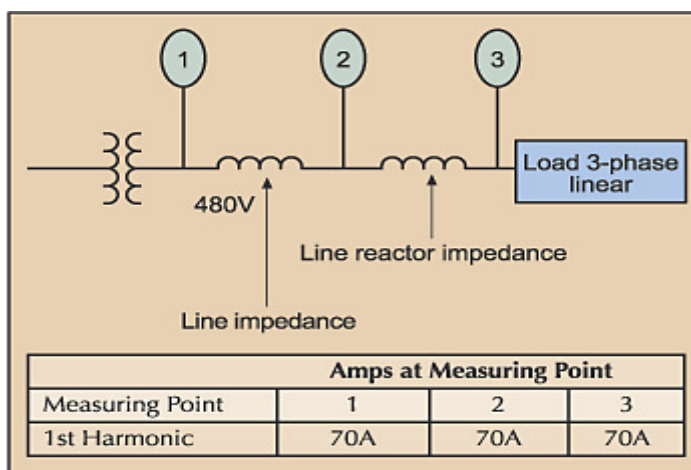 1 2 3
Load 3-phase
linear
480V
Line reactor impedance
Line impedance
Amps at Measuring Point
Measuring Point 1 2 3
1st Harmonic 70A 70A 70A